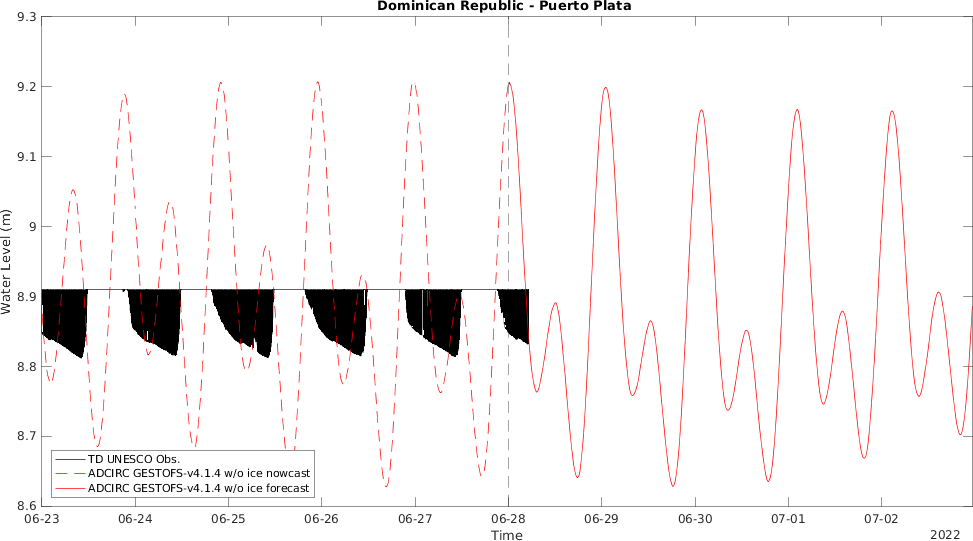 Dominican Republic - Puerto Plata
9.3
9.2
9.1
9
8.9
8.8
8.7
8.6
Water Level (m)
TD UNESCO Obs.
ADCIRC GESTOFS-v4.1.4 w/o ice nowcast
ADCIRC GESTOFS-v4.1.4 w/o ice forecast
06-23 06-24 06-25 06-26 06-27 06-28 06-29 06-30 07-01 07-02
Time
2022